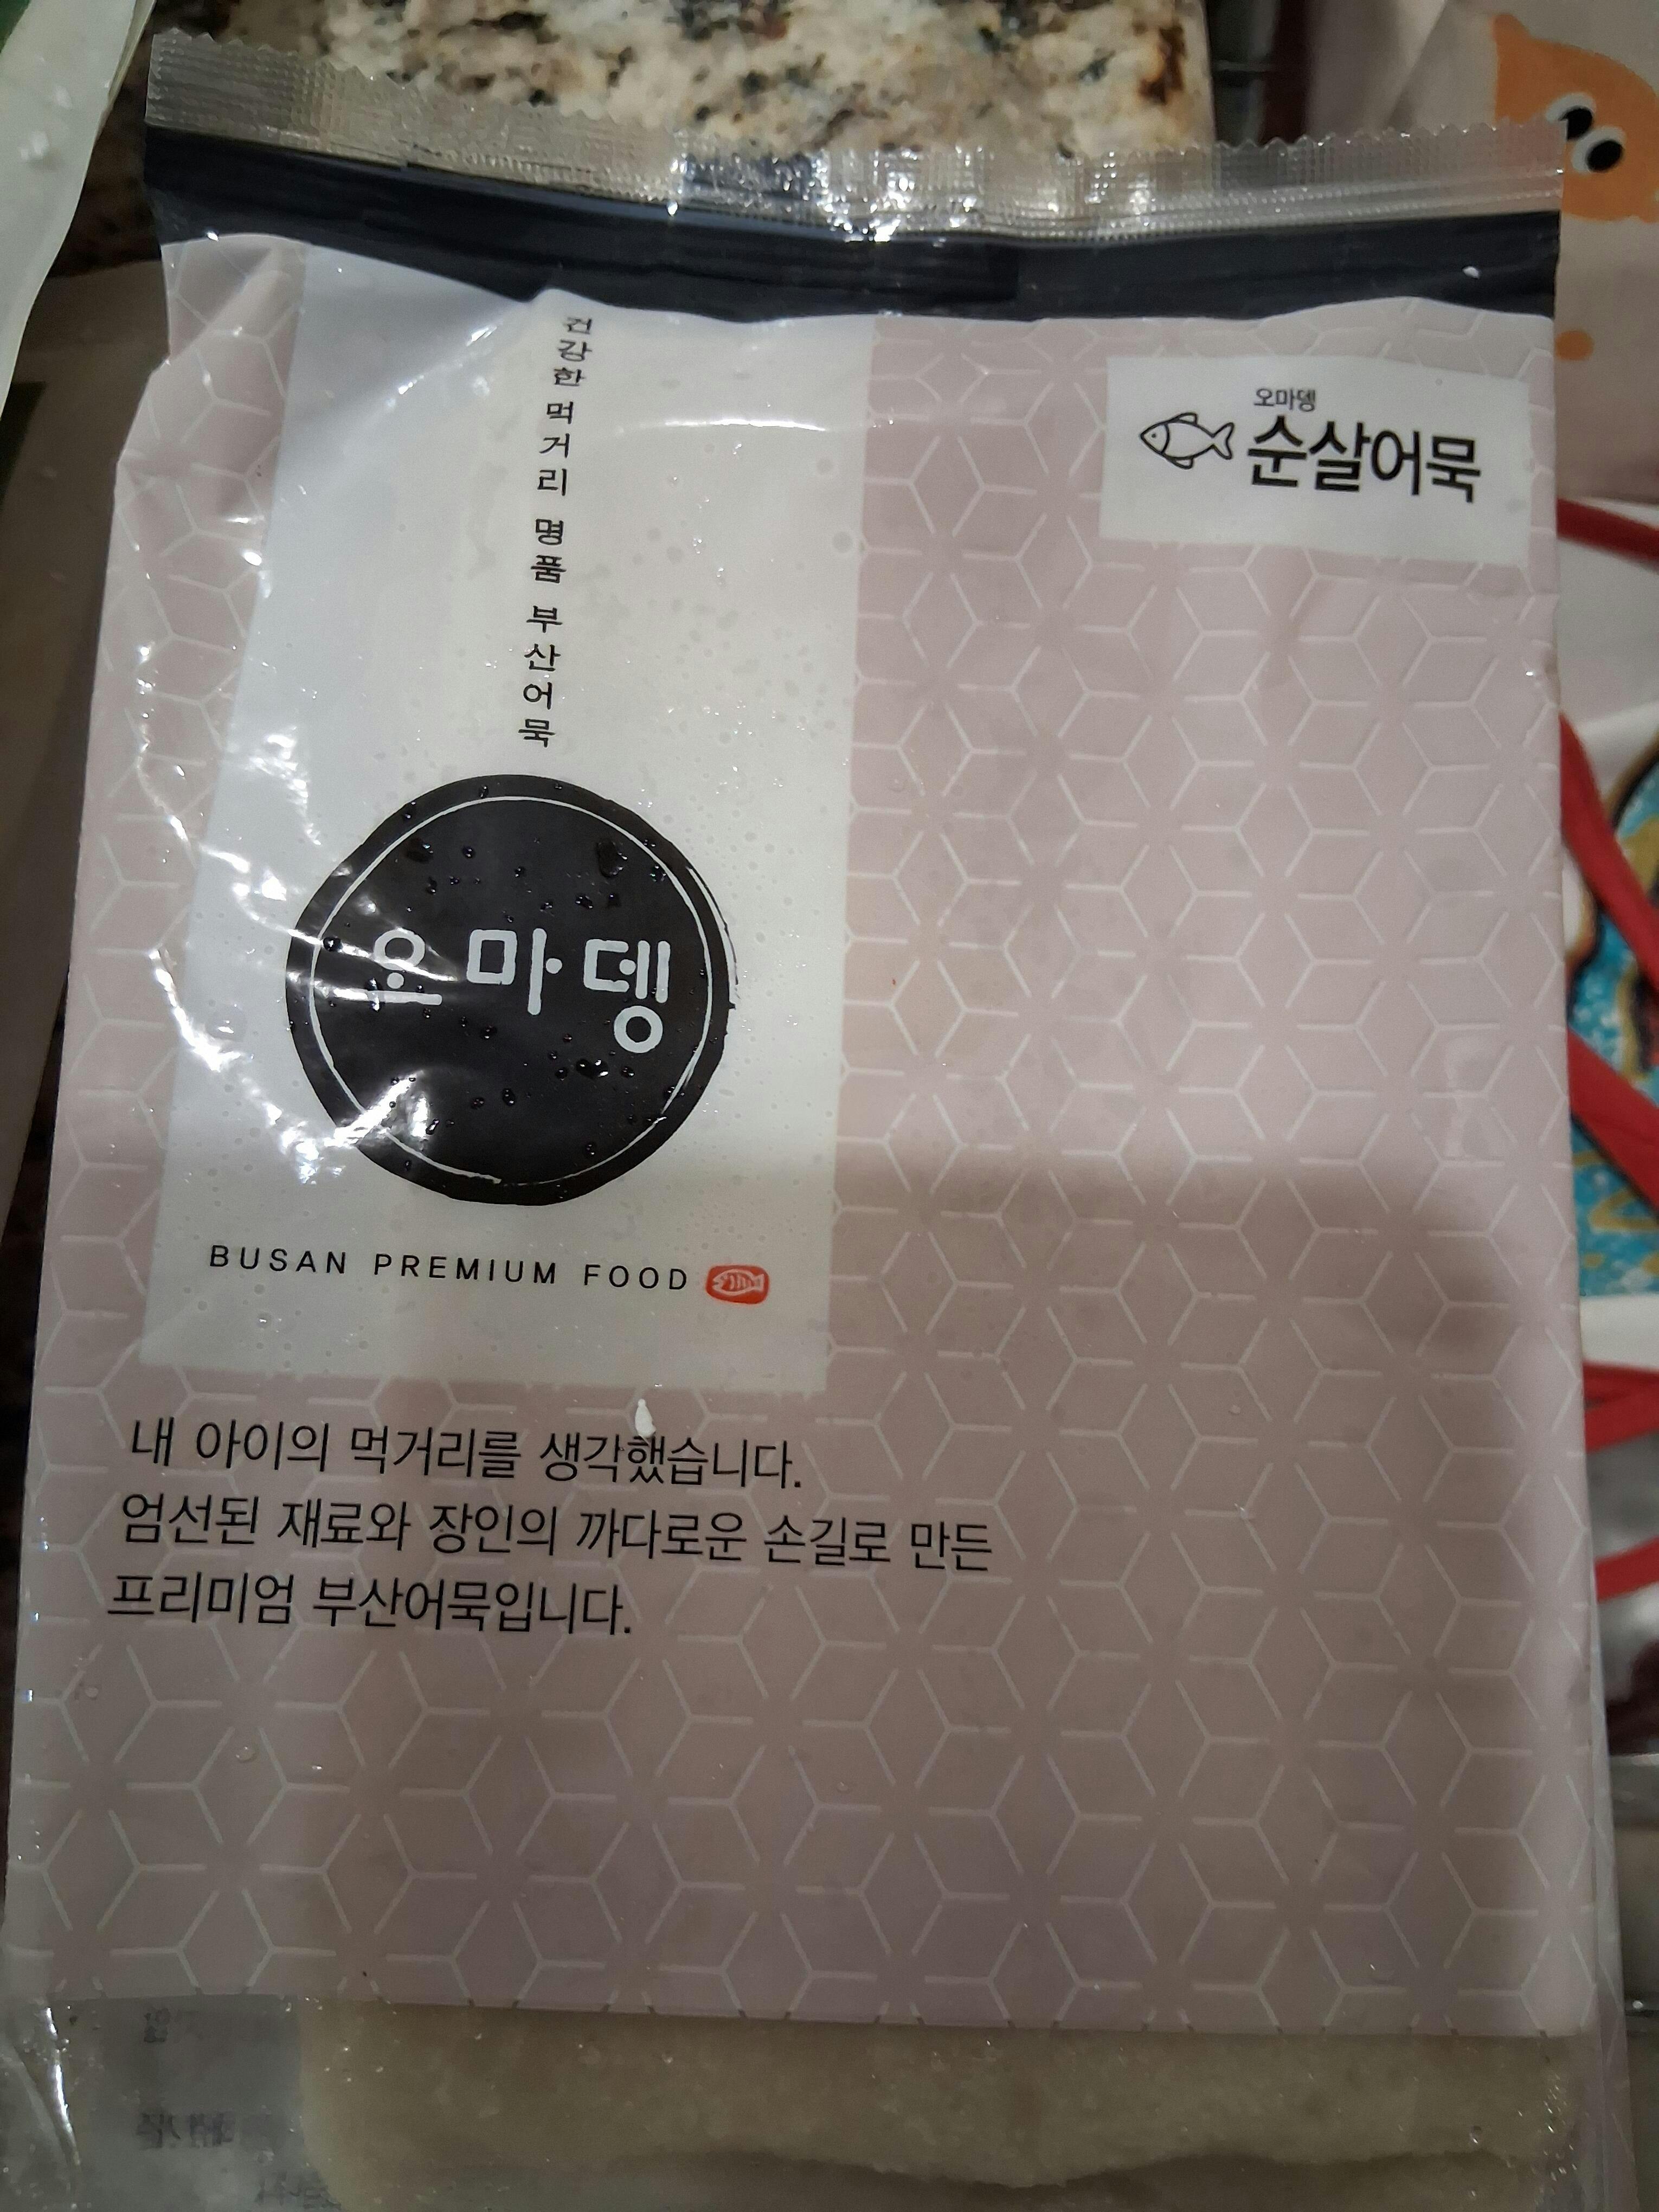 건강한 먹거리 명품 부산어묵
오마뎅
순살어묵
오마뎅
BUSAN PREMIUM FOOD
내 아이의 먹거리를 생각했습니다.
엄선된 재료와 장인의 까다로운 손길로 만든
프리미엄 부산어묵입니다.